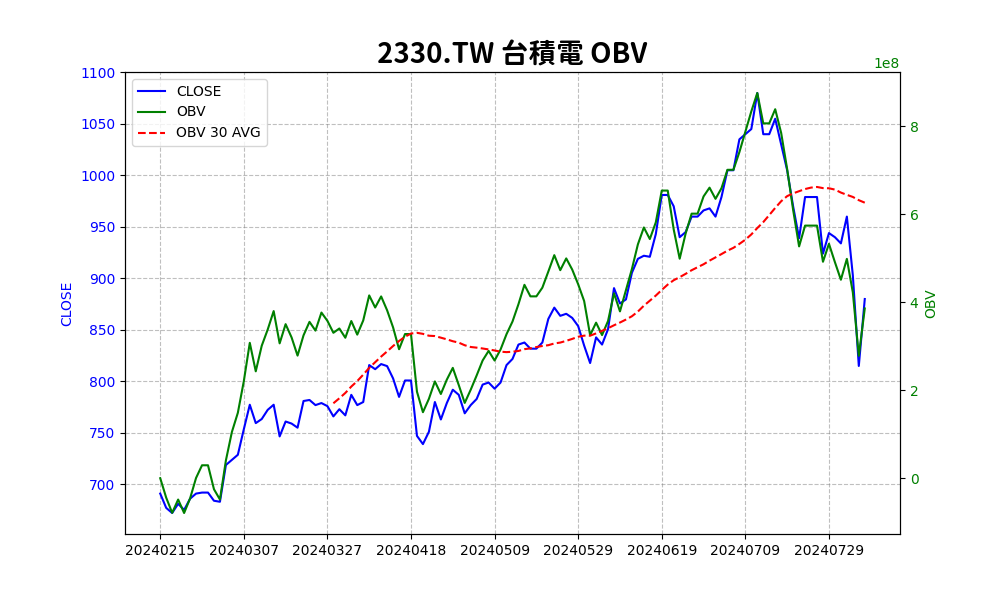 2330.TW 台積電 OBV
1e8
CLOSE
OBV
OBV 30 AVG
1100
1050
1000
950
900
850
800
750
700
CLOSE
8
6
4
2
0
OBV
20240215 20240307 20240327 20240418 20240509 20240529 20240619 20240709 20240729